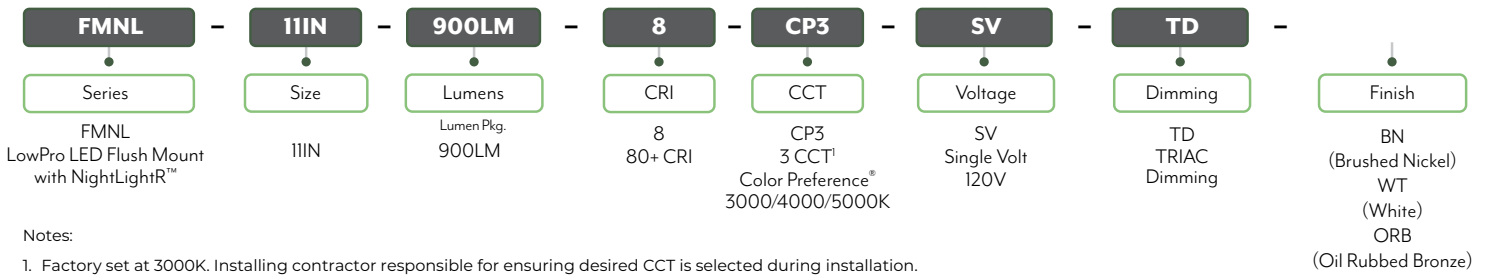 FMNL – 11IN – 900LM – 8 – CP3 – SV – TD –
Series
FMNL
LowPro LED Flush Mount
with NightLightR™
Size
11IN
Lumens
Lumen Pkg.
900LM
CRI
8
80+ CRI
CCT
CP3
3 CCT¹
Color Preference®
3000/4000/5000K
Voltage
SV
Single Volt
120V
Dimming
TD
TRIAC
Dimming
Finish
BN
(Brushed Nickel)
WT
(White)
ORB
(Oil Rubbed Bronze)
Notes:
1. Factory set at 3000K. Installing contractor responsible for ensuring desired CCT is selected during installation.